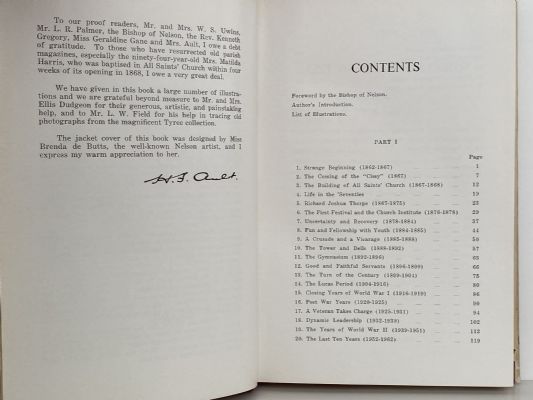 To our proof readers, Mr. and Mrs. W. S. Uwins,
Mr. L. R. Palmer, the Bishop of Nelson, the Rev. Kenneth
Gregory, Miss Geraldine Gane and Mrs. Ault, I owe a debt
of gratitude. To those who have resurrected old parish
magazines, especially the ninety-four-year-old Mrs. Matilda
Harris, who was baptised in All Saints' Church within four
weeks of its opening in 1868, I owe a very great deal.
We have given in this book a large number of illustra-
tions and we are grateful beyond measure to Mr. and Mrs.
Ellis Dudgeon for their generous, artistic, and painstaking
help, and to Mr. L. W. Field for his help in tracing old
photographs from the magnificent Tyree collection.
The jacket cover of this book was designed by Miss
Brenda de Butts, the well-known Nelson artist, and I
express my warm appreciation to her.
H. F. Ault.
CONTENTS
Foreword by the Bishop of Nelson.
Author's Introduction.
List of Illustrations.
PART I
Page
1. Strange Beginning (1862-1867) 1
2. The Coming of the "Cissy" (1867) 7
3. The Building of All Saints' Church (1867-1868) 12
4. Life in the 'Seventies 19
5. Richard Joshua Thorpe (1867-1875) 23
6. The First Festival and the Church Institute (1876-1878) 29
7. Uncertainty and Recovery (1878-1884) 37
8. Fun and Fellowship with Youth (1884-1885) 44
9. A Crusade and a Vicarage (1885-1888) 50
10. The Tower and Bells (1888-1892) 57
11. The Gymnasium (1892-1896) 63
12. Good and Faithful Servants (1896-1899) 66
13. The Turn of the Century (1899-1904) 75
14. The Lucas Period (1904-1916) 80
15. Closing Years of World War I (1916-1919) 86
16. Post War Years (1920-1925) 90
17. A Veteran Takes Charge (1925-1931) 94
18. Dynamic Leadership (1932-1939) 102
19. The Years of World War II (1939-1951) 112
20. The Last Ten Years (1952-1962) 119